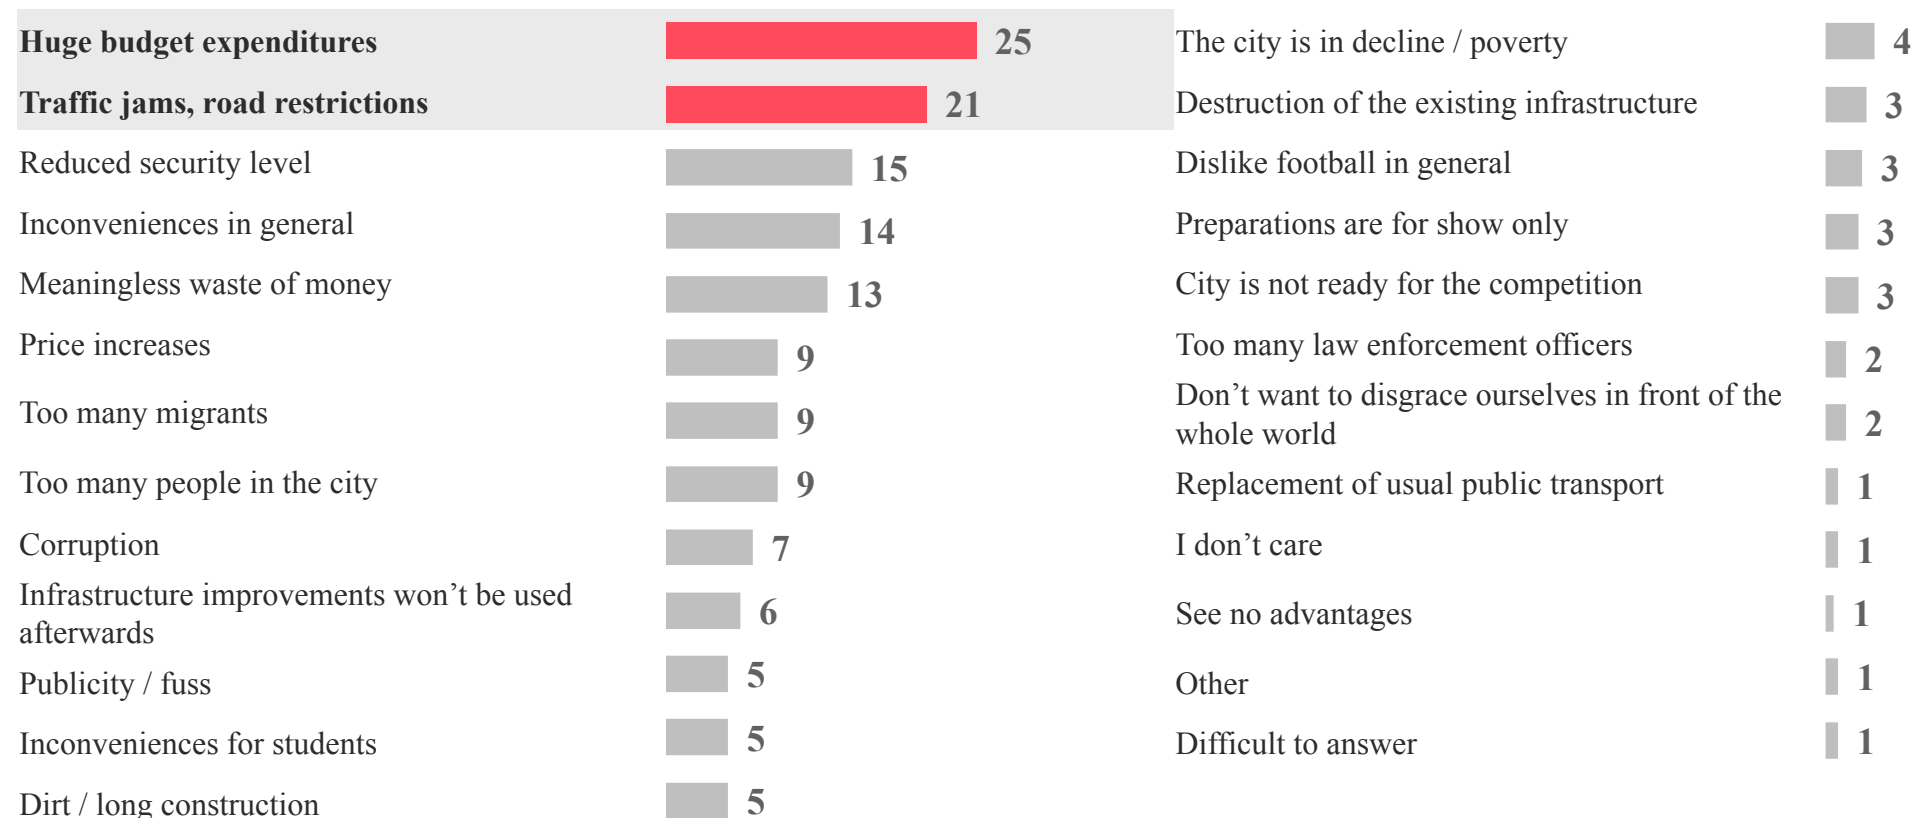 Huge budget expenditures 25
Traffic jams, road restrictions 21
Reduced security level 15
Inconveniences in general 14
Meaningless waste of money 13
Price increases 9
Too many migrants 9
Too many people in the city 9
Corruption 7
Infrastructure improvements won’t be used
afterwards 6
Publicity / fuss 5
Inconveniences for students 5
Dirt / long construction 5
The city is in decline / poverty 4
Destruction of the existing infrastructure 3
Dislike football in general 3
Preparations are for show only 3
City is not ready for the competition 3
Too many law enforcement officers 2
Don’t want to disgrace ourselves in front of the
whole world 2
Replacement of usual public transport 1
I don’t care 1
See no advantages 1
Other 1
Difficult to answer 1